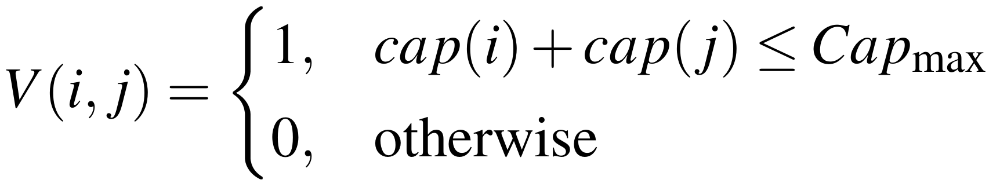 V(i, j) = { 1, cap(i) + cap(j) ≤ Cap_max
0, otherwise